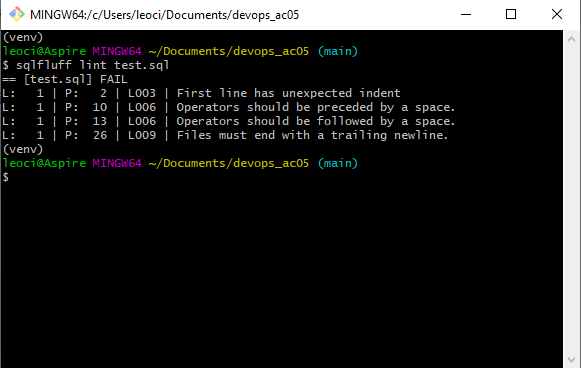 MINGW64:/c/Users/leoci/Documents/devops_ac05
(venv)
leoci@Aspire MINGW64 ~/Documents/devops_ac05 (main)
$ sqlfluff lint test.sql
== [test.sql] FAIL
L:   1 | P:   2 | L003 | First line has unexpected indent
L:   1 | P:  10 | L006 | Operators should be preceded by a space.
L:   1 | P:  13 | L006 | Operators should be followed by a space.
L:   1 | P:  26 | L009 | Files must end with a trailing newline.
(venv)
leoci@Aspire MINGW64 ~/Documents/devops_ac05 (main)
$